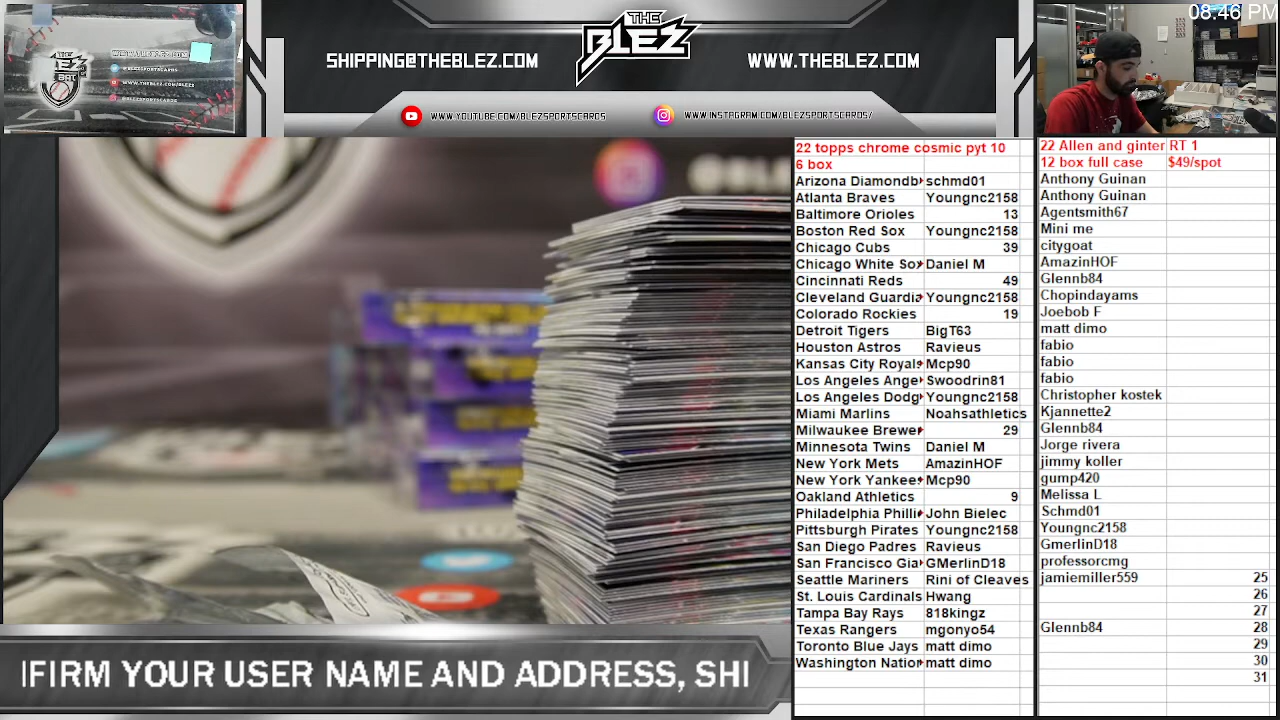 08:46 PM
THE
BLEZ
SHIPPING@THEBLEZ.COM
WWW.THEBLEZ.COM
WWW.YOUTUBE.COM/BLEZSPORTSCARDS
WWW.INSTAGRAM.COM/BLEZSPORTSCARDS/
22 topps chrome cosmic pyt 10
6 box
Arizona Diamondb schmd01
Atlanta Braves Youngnc2158
Baltimore Orioles 13
Boston Red Sox Youngnc2158
Chicago Cubs 39
Chicago White Sox Daniel M
Cincinnati Reds 49
Cleveland Guardia Youngnc2158
Colorado Rockies 19
Detroit Tigers BigT63
Houston Astros Ravieus
Kansas City Royals Mcp90
Los Angeles Ange Swoodrin81
Los Angeles Dodg Youngnc2158
Miami Marlins Noahsathletics
Milwaukee Brewer 29
Minnesota Twins Daniel M
New York Mets AmazinHOF
New York Yankees Mcp90
Oakland Athletics 9
Philadelphia Philli John Bielec
Pittsburgh Pirates Youngnc2158
San Diego Padres Ravieus
San Francisco Gia GMerlinD18
Seattle Mariners Rini of Cleaves
St. Louis Cardinals Hwang
Tampa Bay Rays 818kingz
Texas Rangers mgonyo54
Toronto Blue Jays matt dimo
Washington Nation matt dimo
22 Allen and ginter RT 1
12 box full case $49/spot
Anthony Guinan
Anthony Guinan
Agentsmith67
Mini me
citygoat
AmazinHOF
Glennb84
Chopindayams
Joebob F
matt dimo
fabio
fabio
fabio
Christopher kostek
Kjannette2
Glennb84
Jorge rivera
jimmy koller
gump420
Melissa L
Schmd01
Youngnc2158
GmerlinD18
professorcmg
jamiemiller559 25
26
27
Glennb84 28
29
30
31
FIRM YOUR USER NAME AND ADDRESS, SHI